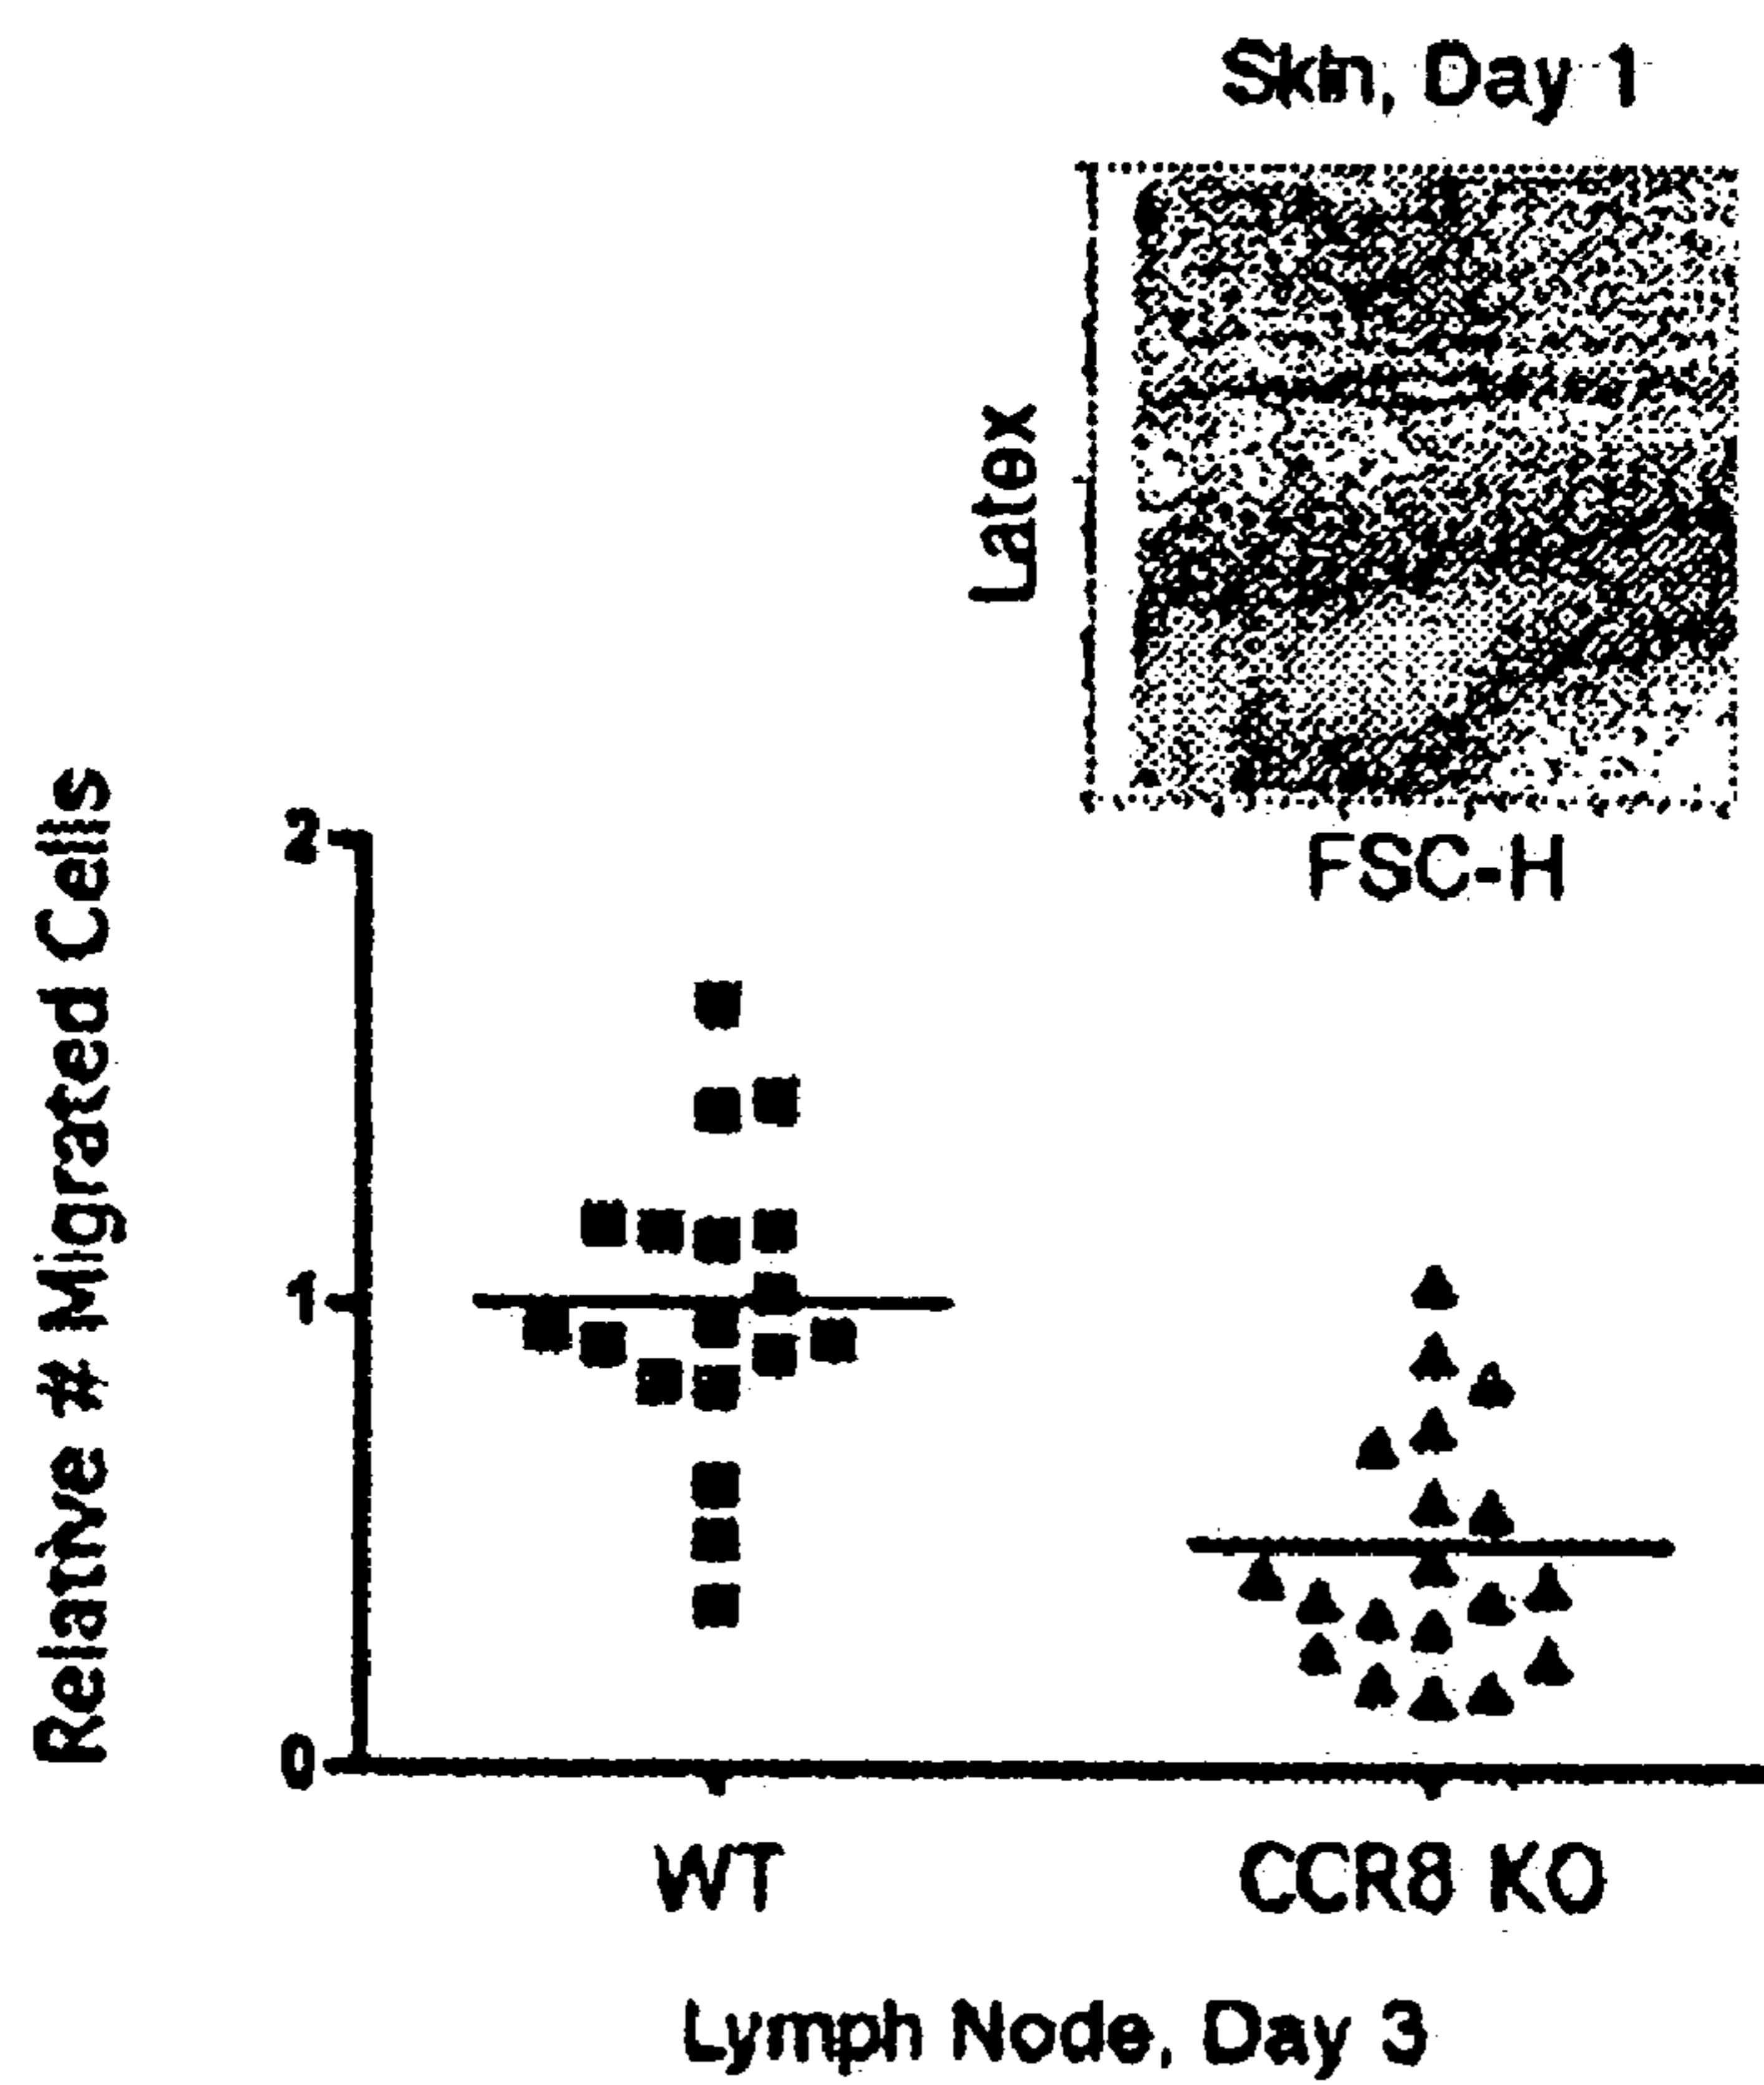 Skin, Day 1
Latex
FSC-H
Relative # Migrated Cells
2
1
0
WT
CCR8 KO
Lymph Node, Day 3